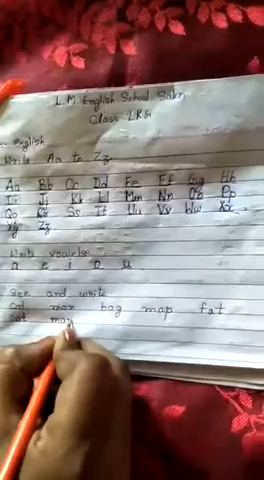 L.M. English School
Class LKG
English
Write Aa to Zz
Aa Bb Cc Dd Ee Ff Gg Hh
Ii Jj Kk Ll Mm Nn Oo Pp
Qq Rr Ss Tt Uu Vv Ww Xx
Yy Zz
Write vowels
a e i o u
See and write
Cat man bag map fat
Cat man